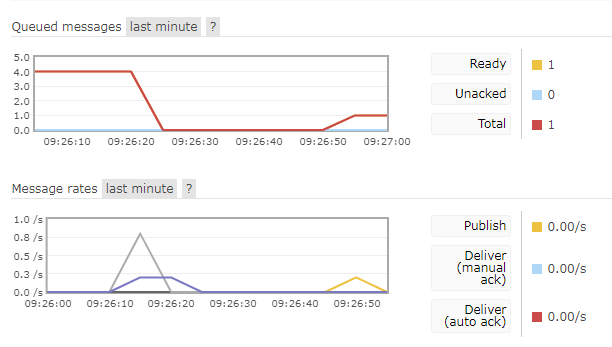 Queued messages last minute ?
5.0
4.0
3.0
2.0
1.0
0.0
09:26:10 09:26:20 09:26:30 09:26:40 09:26:50 09:27:00
Ready 1
Unacked 0
Total 1
Message rates last minute ?
1.0 /s
0.8 /s
0.5 /s
0.3 /s
0.0 /s
09:26:00 09:26:10 09:26:20 09:26:30 09:26:40 09:26:50
Publish 0.00/s
Deliver
(manual 0.00/s
ack)
Deliver 0.00/s
(auto ack)